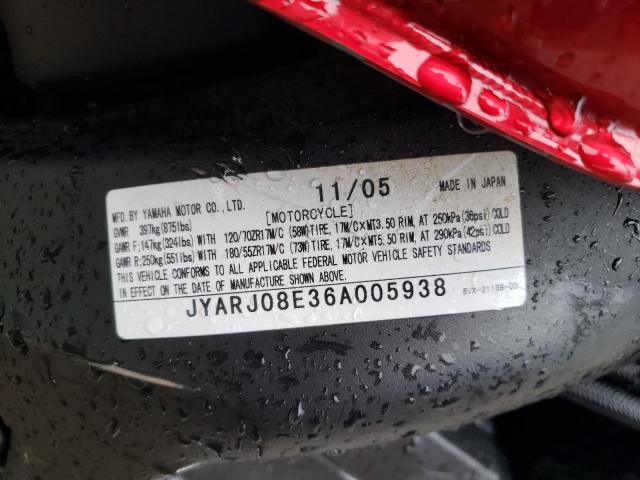 11/05
MFD. BY YAMAHA MOTOR CO., LTD. MADE IN JAPAN
GVWR 397kg(875lbs) [MOTORCYCLE]
GAWR F;147kg(324lbs) WITH 120/70ZR17M/C (58W)TIRE, 17M/C×MT3.50 RIM, AT 250kPa(36psi) COLD
GAWR R;250kg(551lbs) WITH 180/55ZR17M/C (73W)TIRE, 17M/C×MT5.50 RIM, AT 290kPa(42psi) COLD
THIS VEHICLE CONFORMS TO ALL APPLICABLE FEDERAL MOTOR VEHICLE SAFETY STANDARDS
IN EFFECT ON THE DATE OF MANUFACTURE SHOWN ABOVE.
JYARJ08E36A005938 5VX-2118B-00